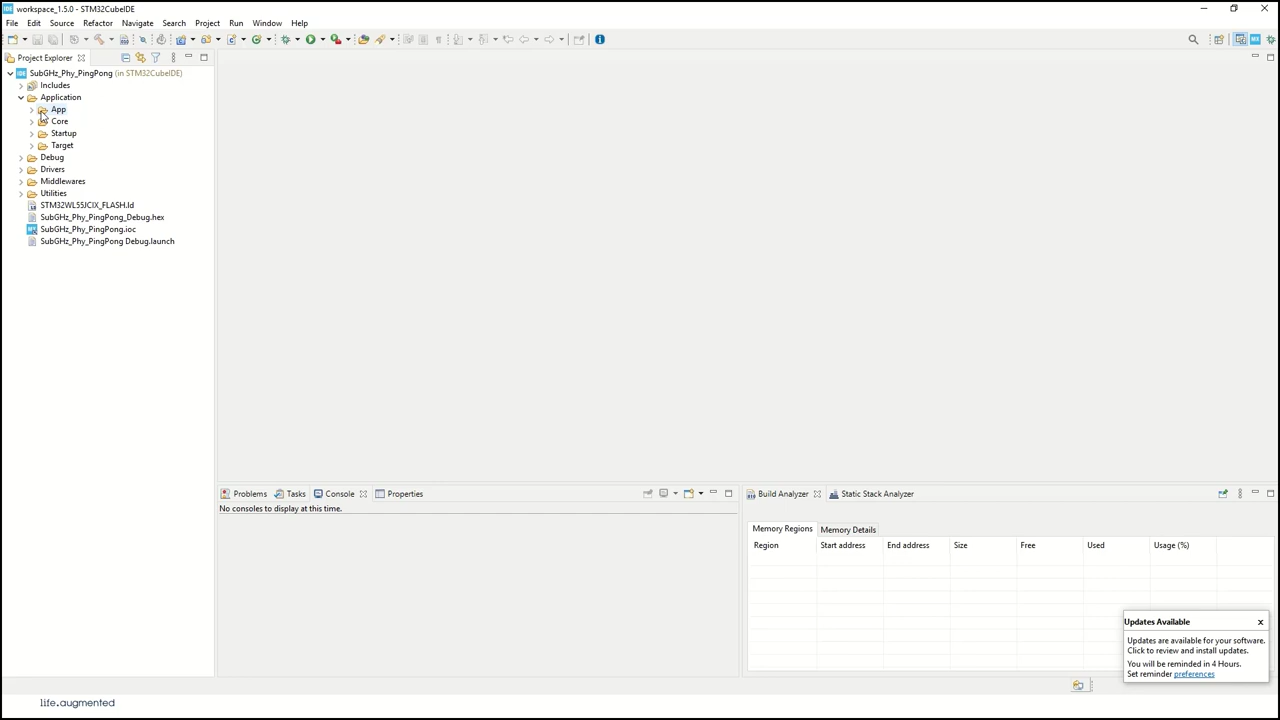 workspace_1.5.0 - STM32CubeIDE
File Edit Source Refactor Navigate Search Project Run Window Help
Project Explorer
SubGHz_Phy_PingPong (in STM32CubeIDE)
Includes
Application
App
Core
Startup
Target
Debug
Drivers
Middlewares
Utilities
STM32WL55JCIX_FLASH.ld
SubGHz_Phy_PingPong_Debug.hex
SubGHz_Phy_PingPong.ioc
SubGHz_Phy_PingPong Debug.launch
Problems Tasks Console Properties
No consoles to display at this time.
Build Analyzer Static Stack Analyzer
Memory Regions Memory Details
Region Start address End address Size Free Used Usage (%)
Updates Available x
Updates are available for your software.
Click to review and install updates.
You will be reminded in 4 Hours.
Set reminder preferences
life.augmented